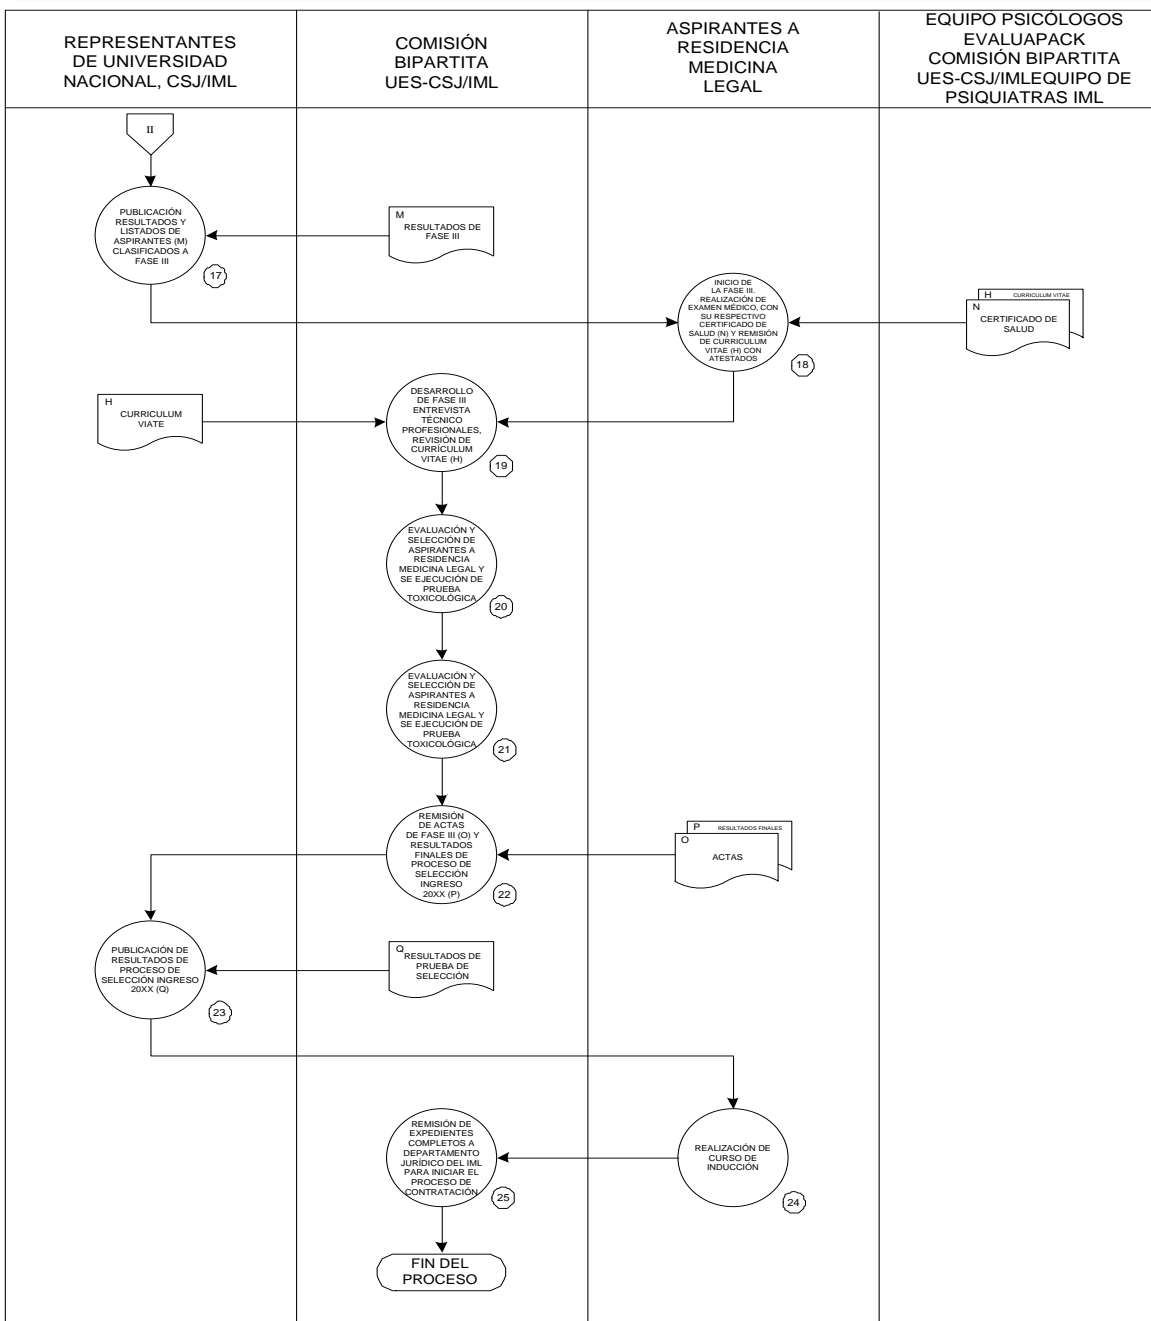 REPRESENTANTES
DE UNIVERSIDAD
NACIONAL, CSJ/IML
COMISIÓN
BIPARTITA
UES-CSJ/IML
ASPIRANTES A
RESIDENCIA
MEDICINA
LEGAL
EQUIPO PSICÓLOGOS
EVALUAPACK
COMISIÓN BIPARTITA
UES-CSJ/IMLEQUIPO DE
PSIQUIATRAS IML
II
PUBLICACIÓN
RESULTADOS Y
LISTADOS DE
ASPIRANTES (M)
CLASIFICADOS A
FASE III
17
M
RESULTADOS DE
FASE III
INICIO DE
LA FASE III.
REALIZACIÓN DE
EXAMEN MÉDICO, CON
SU RESPECTIVO
CERTIFICADO DE
SALUD (N) Y REMISIÓN
DE CURRICULUM
VITAE (H) CON
ATESTADOS
18
H
CURRICULUM VITAE
N
CERTIFICADO DE
SALUD
H
CURRICULUM
VIATE
DESARROLLO
DE FASE III
ENTREVISTA
TÉCNICO
PROFESIONALES,
REVISIÓN DE
CURRÍCULUM
VITAE (H)
19
EVALUACIÓN Y
SELECCIÓN DE
ASPIRANTES A
RESIDENCIA
MEDICINA LEGAL Y
SE EJECUCIÓN DE
PRUEBA
TOXICOLÓGICA
20
EVALUACIÓN Y
SELECCIÓN DE
ASPIRANTES A
RESIDENCIA
MEDICINA LEGAL Y
SE EJECUCIÓN DE
PRUEBA
TOXICOLÓGICA
21
REMISIÓN
DE ACTAS
DE FASE III (O) Y
RESULTADOS
FINALES DE
PROCESO DE
SELECCIÓN
INGRESO
20XX (P)
22
P
RESULTADOS FINALES
O
ACTAS
PUBLICACIÓN DE
RESULTADOS DE
PROCESO DE
SELECCIÓN INGRESO
20XX (Q)
23
Q
RESULTADOS DE
PRUEBA DE
SELECCIÓN
REMISIÓN DE
EXPEDIENTES
COMPLETOS A
DEPARTAMENTO
JURÍDICO DEL IML
PARA INICIAR EL
PROCESO DE
CONTRATACIÓN
25
REALIZACIÓN DE
CURSO DE
INDUCCIÓN
24
FIN DEL
PROCESO